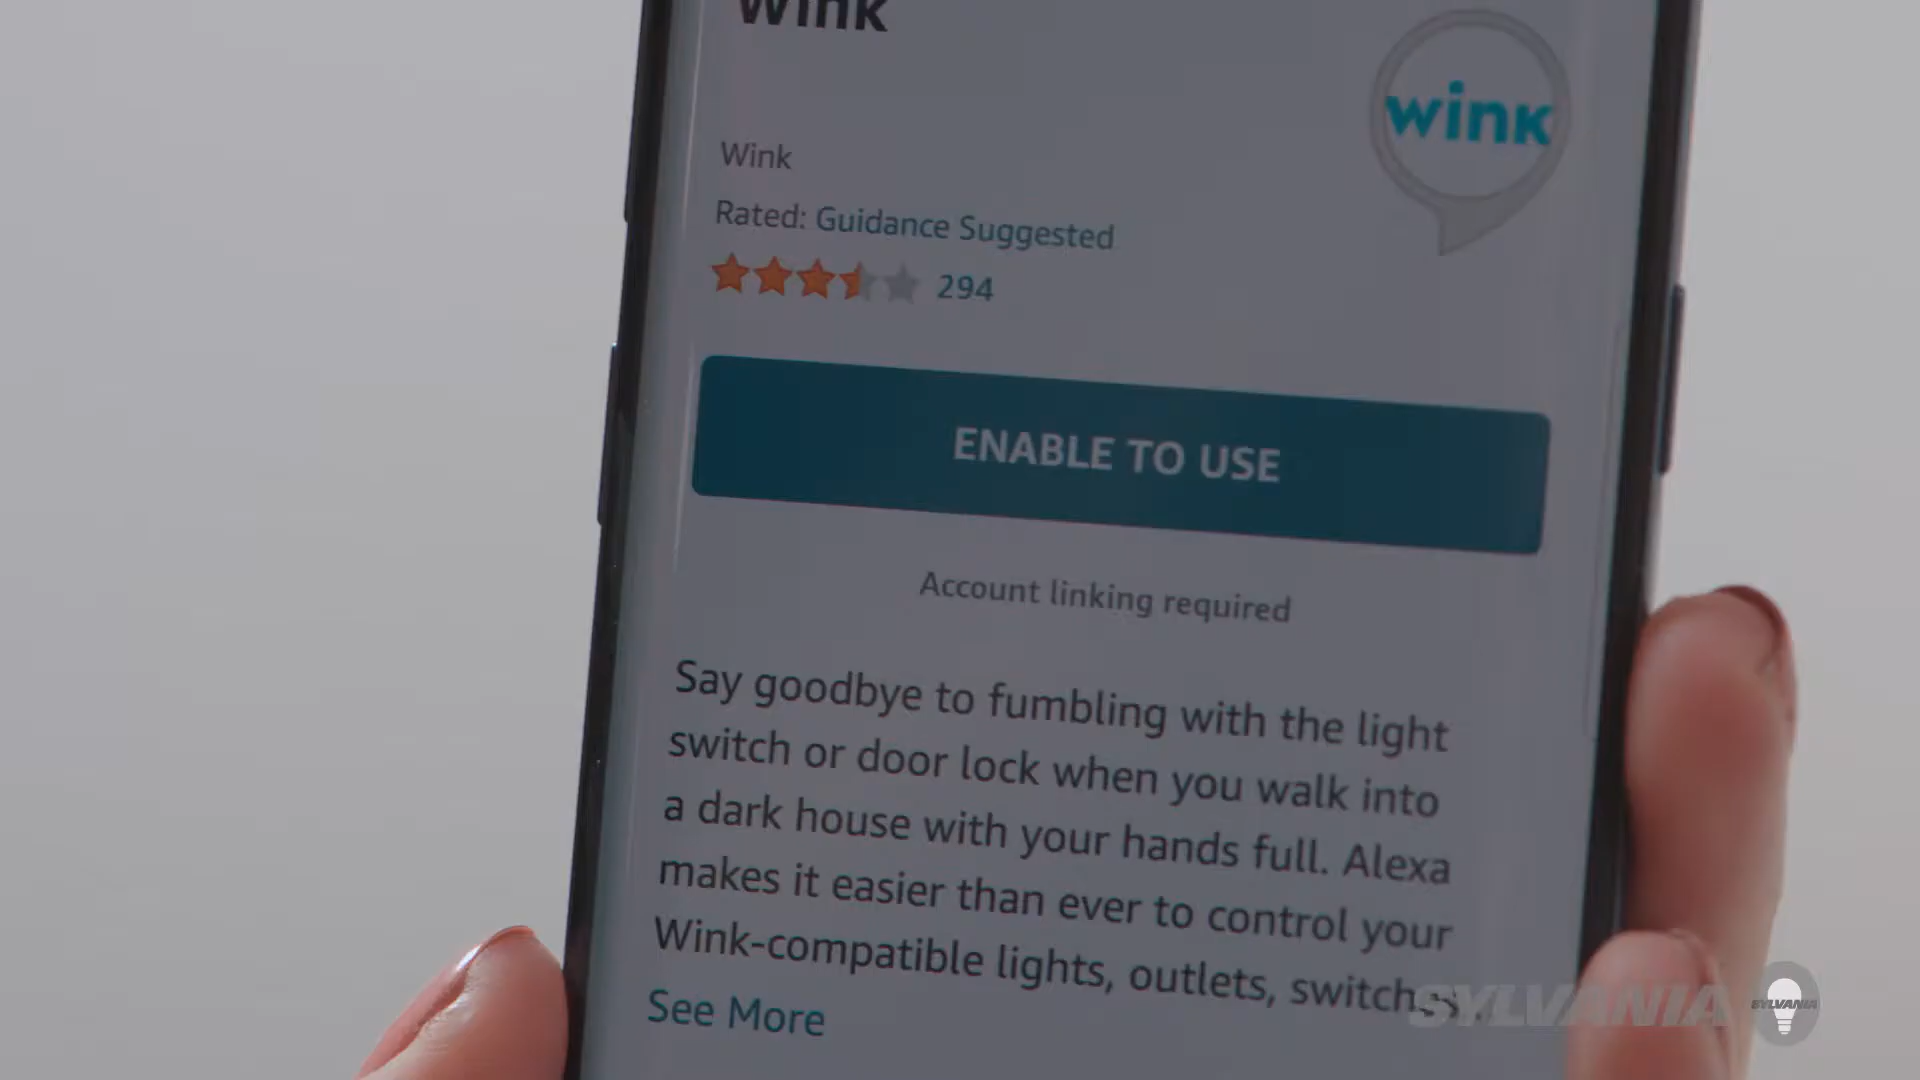 Wink
wink
Wink
Rated: Guidance Suggested
294
ENABLE TO USE
Account linking required
Say goodbye to fumbling with the light
switch or door lock when you walk into
a dark house with your hands full. Alexa
makes it easier than ever to control your
Wink-compatible lights, outlets, switches,
See More
SYLVANIA
SYLVANIA